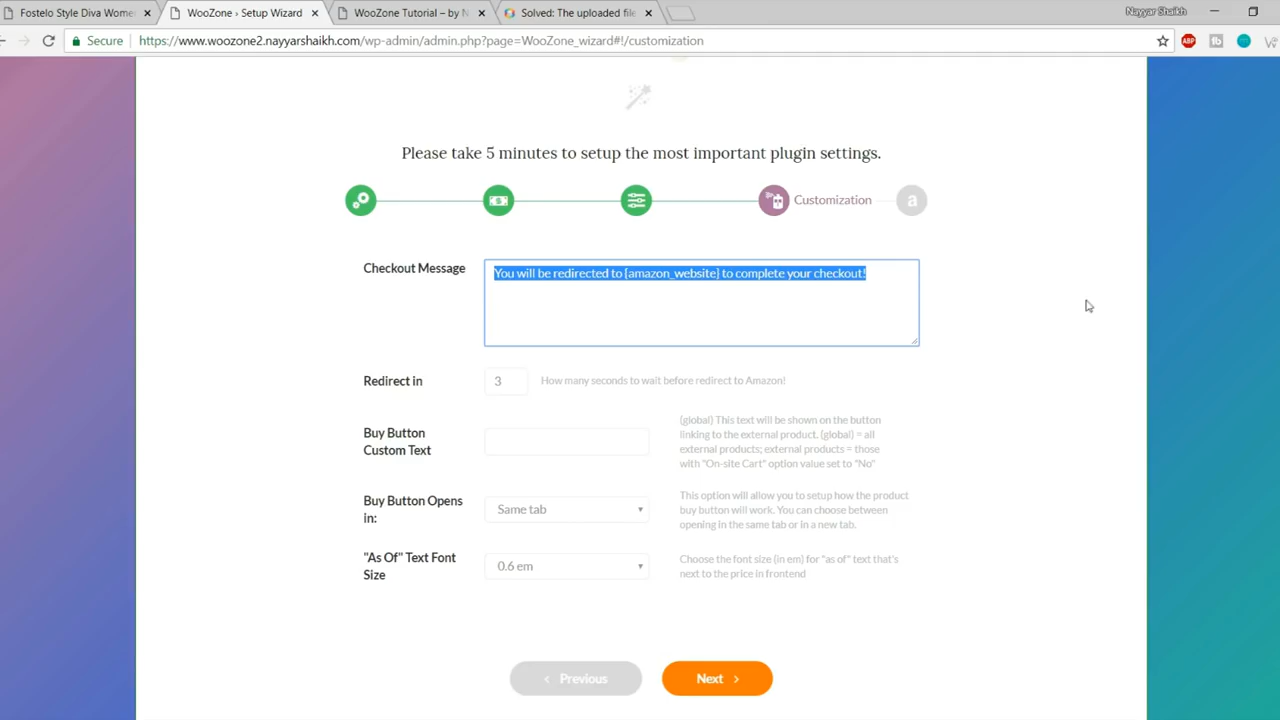 Fostelo Style Diva Wome
WooZone › Setup Wizard
WooZone Tutorial – by N
Solved: The uploaded file
Nayyar Shaikh
Secure
https://www.woozone2.nayyarshaikh.com/wp-admin/admin.php?page=WooZone_wizard#!/customization
ABP
Please take 5 minutes to setup the most important plugin settings.
Customization
a
Checkout Message
You will be redirected to {amazon_website} to complete your checkout!
Redirect in
3
How many seconds to wait before redirect to Amazon!
Buy Button
Custom Text
(global) This text will be shown on the button
linking to the external product. (global) = all
external products; external products = those
with "On-site Cart" option value set to "No"
Buy Button Opens
in:
Same tab
This option will allow you to setup how the product
buy button will work. You can choose between
opening in the same tab or in a new tab.
"As Of" Text Font
Size
0.6 em
Choose the font size (in em) for "as of" text that's
next to the price in frontend
‹ Previous
Next ›